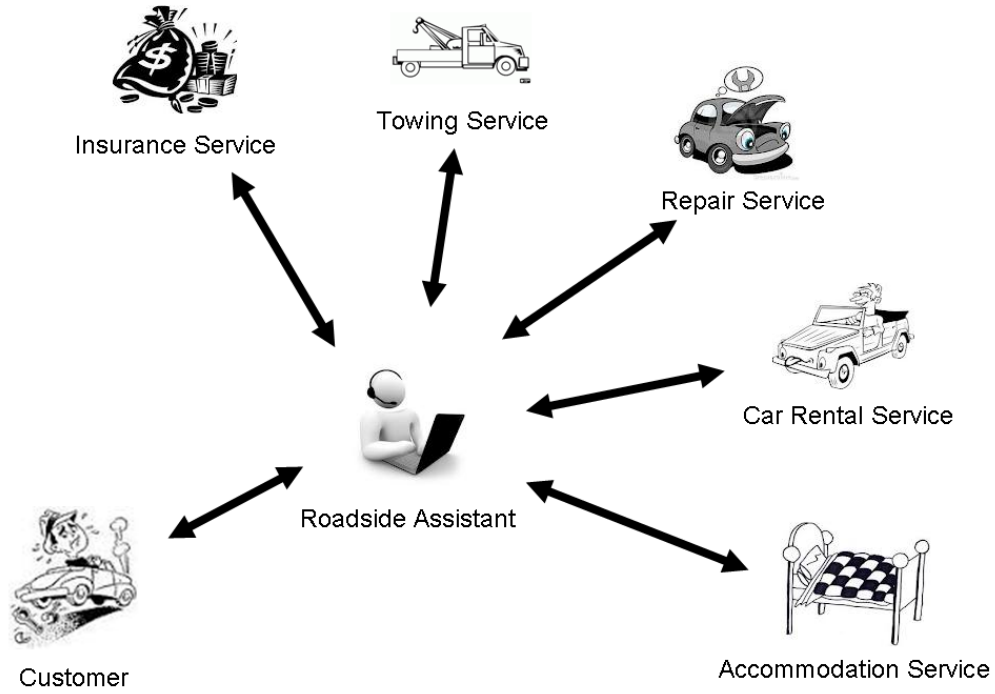 $
Insurance Service
Towing Service
Repair Service
Car Rental Service
Roadside Assistant
Customer
Accommodation Service